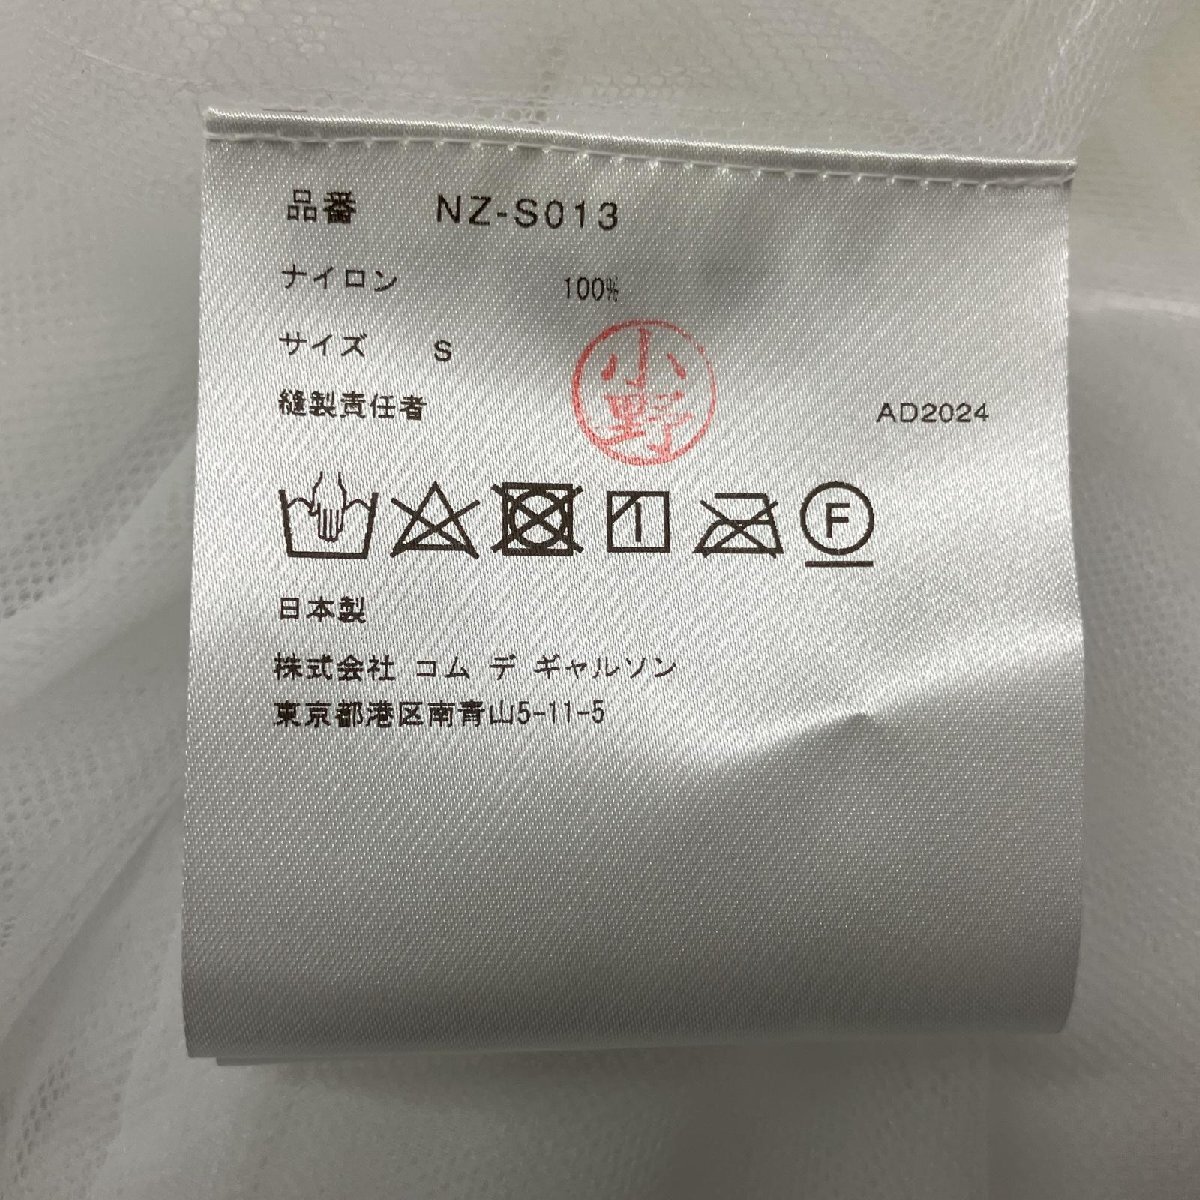 品番 NZ-S013
ナイロン 100%
サイズ S
縫製責任者 小野 AD2024
F
日本製
株式会社 コム デ ギャルソン
東京都港区南青山5-11-5